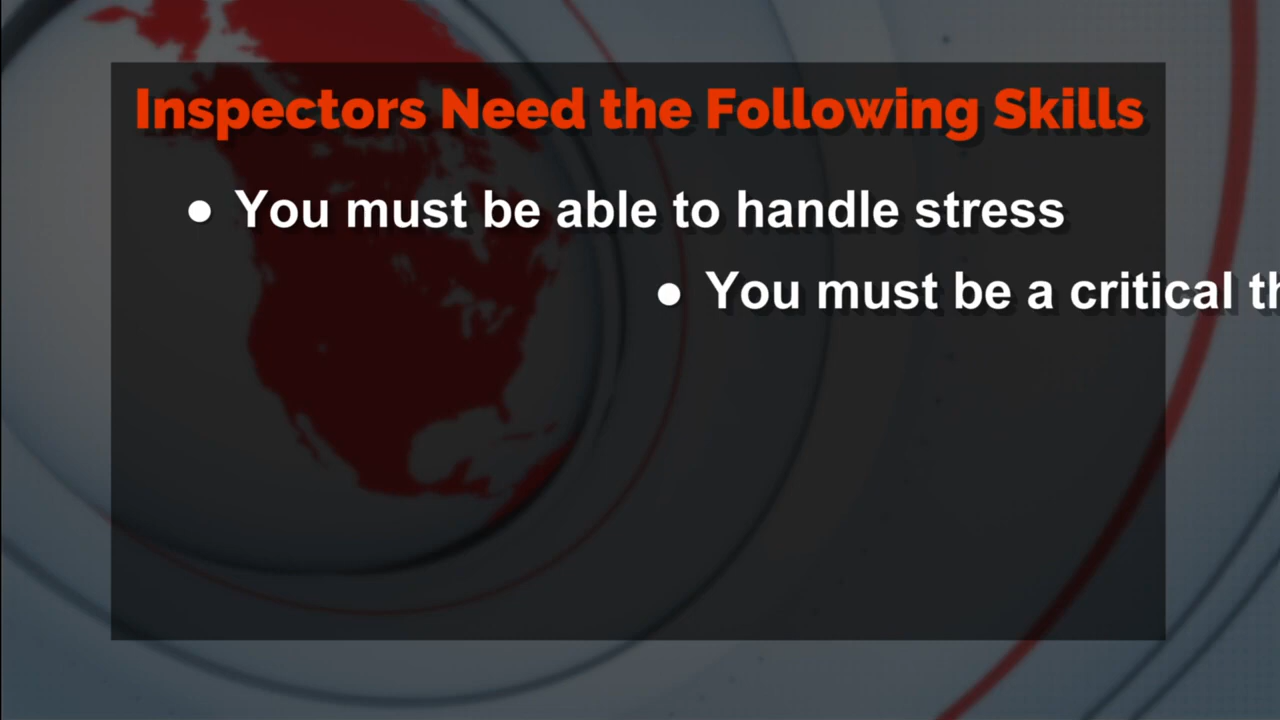 Inspectors Need the Following Skills
• You must be able to handle stress
• You must be a critical